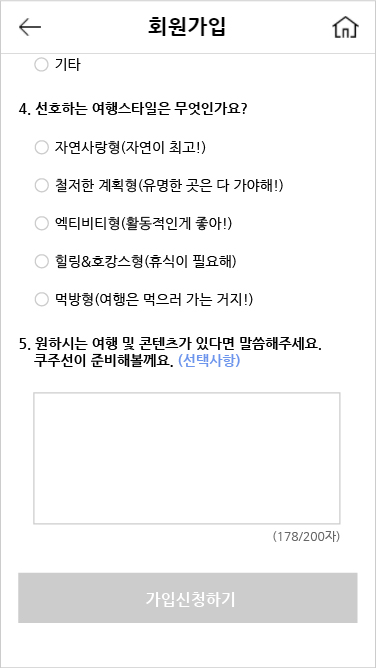 회원가입
기타
4. 선호하는 여행스타일은 무엇인가요?
자연사랑형(자연이 최고!)
철저한 계획형(유명한 곳은 다 가야해!)
엑티비티형(활동적인게 좋아!)
힐링&호캉스형(휴식이 필요해)
먹방형(여행은 먹으러 가는 거지!)
5. 원하시는 여행 및 콘텐츠가 있다면 말씀해주세요.
쿠주선이 준비해볼께요. (선택사항)
(178/200자)
가입신청하기